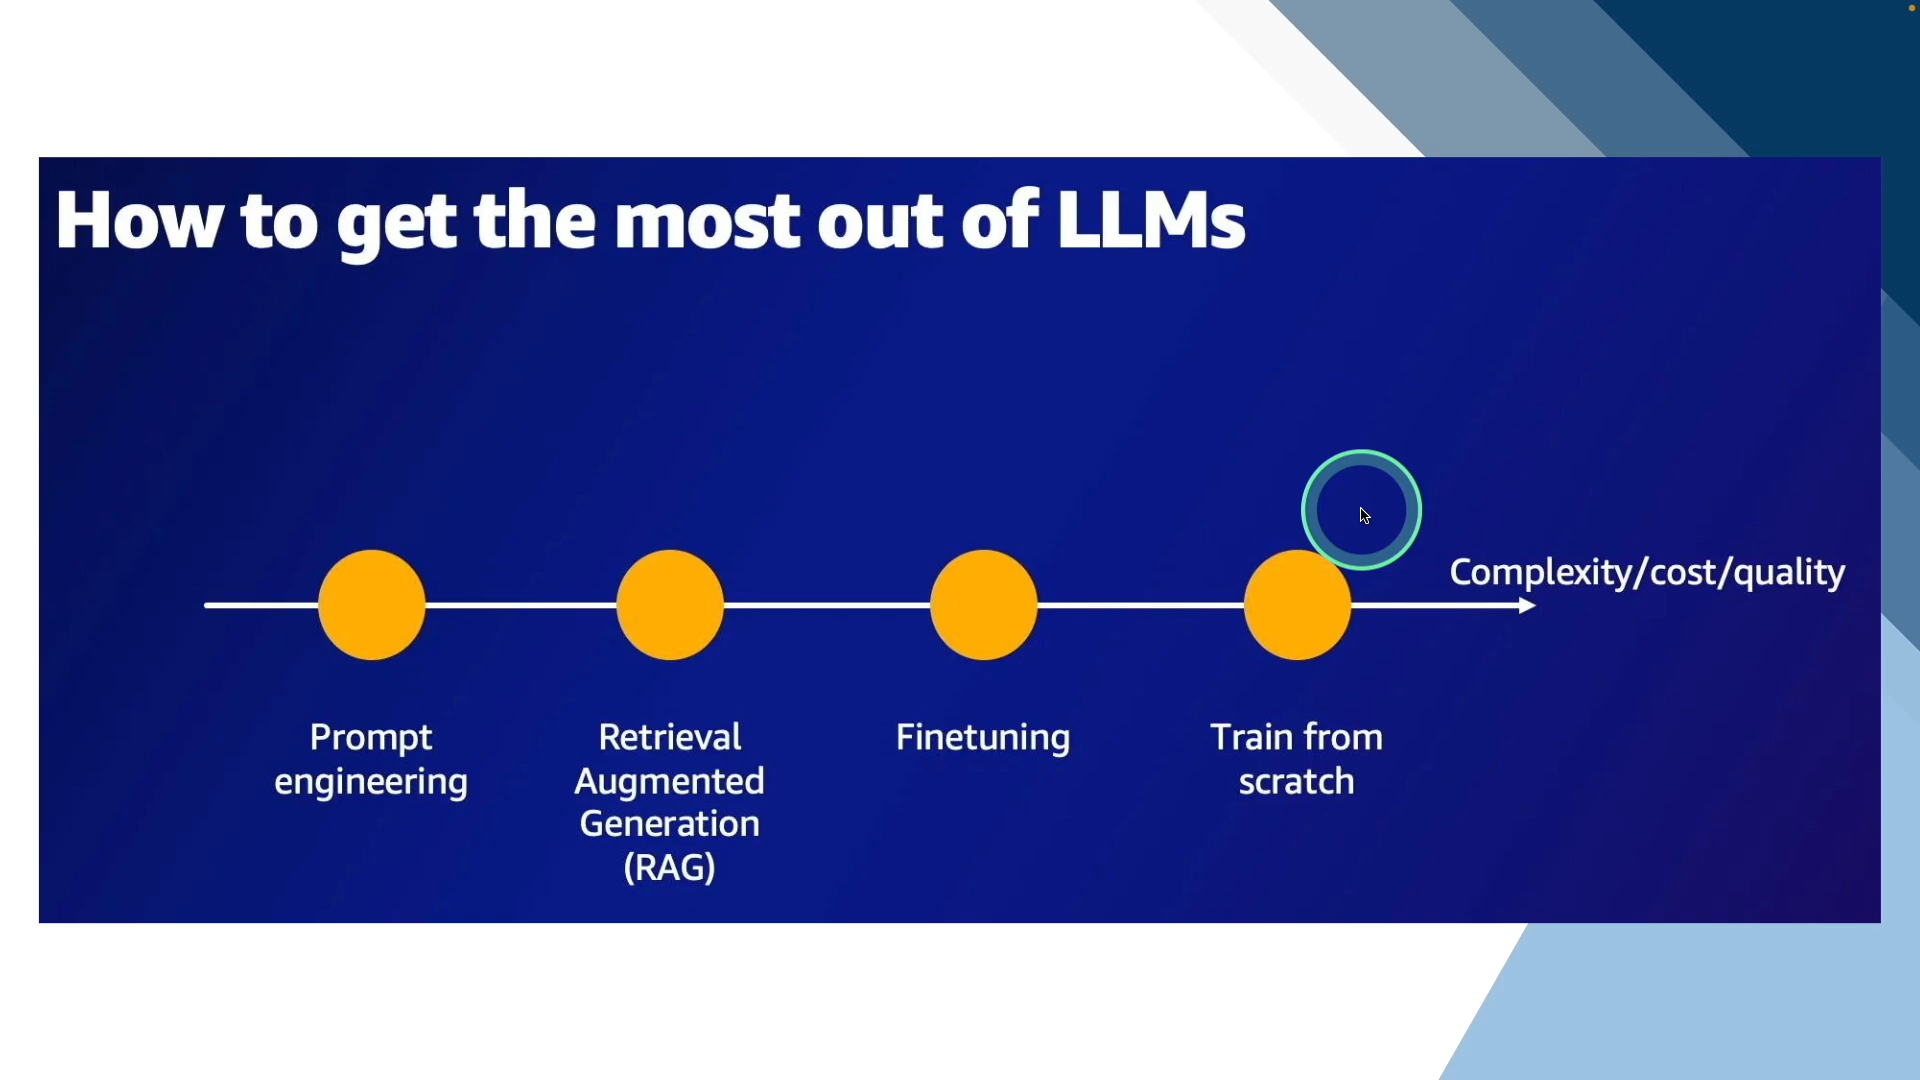 How to get the most out of LLMs
Complexity/cost/quality
Prompt
engineering
Retrieval
Augmented
Generation
(RAG)
Finetuning
Train from
scratch